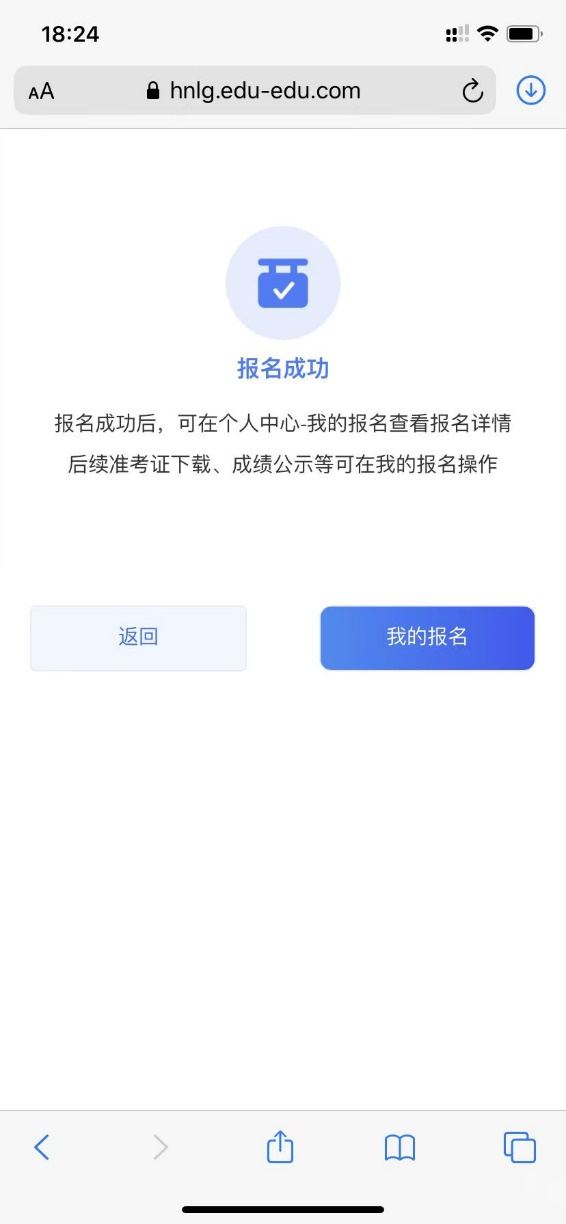 18:24
AA
hnlg.edu-edu.com
报名成功
报名成功后，可在个人中心-我的报名查看报名详情
后续准考证下载、成绩公示等可在我的报名操作
返回
我的报名